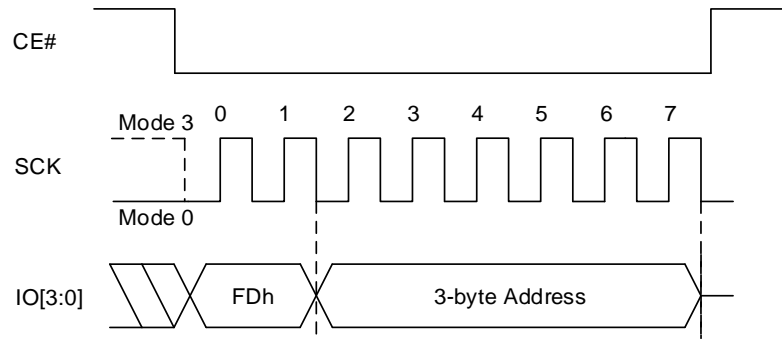 CE#
0 1 2 3 4 5 6 7
Mode 3
SCK
Mode 0
IO[3:0] FDh 3-byte Address